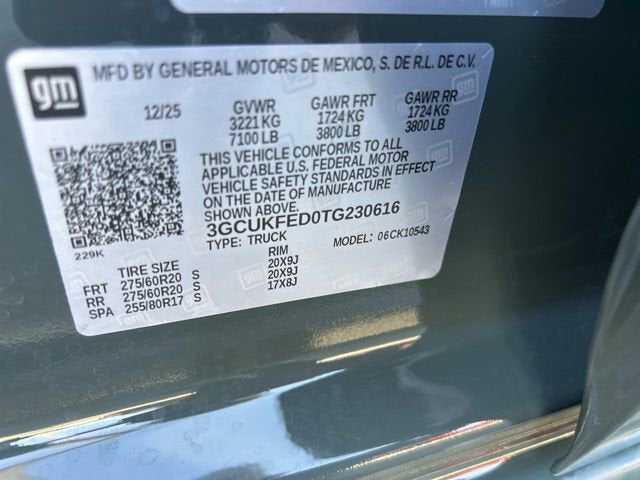 gm
MFD BY GENERAL MOTORS DE MEXICO, S. DE R.L. DE C.V.
12/25 GVWR GAWR FRT GAWR RR
3221 KG 1724 KG 1724 KG
7100 LB 3800 LB 3800 LB
THIS VEHICLE CONFORMS TO ALL
APPLICABLE U.S. FEDERAL MOTOR
VEHICLE SAFETY STANDARDS IN EFFECT
ON THE DATE OF MANUFACTURE
SHOWN ABOVE.
3GCUKFED0TG230616
229K TYPE: TRUCK MODEL: 06CK10543
TIRE SIZE RIM
FRT 275/60R20 S 20X9J
RR 275/60R20 S 20X9J
SPA 255/80R17 S 17X8J